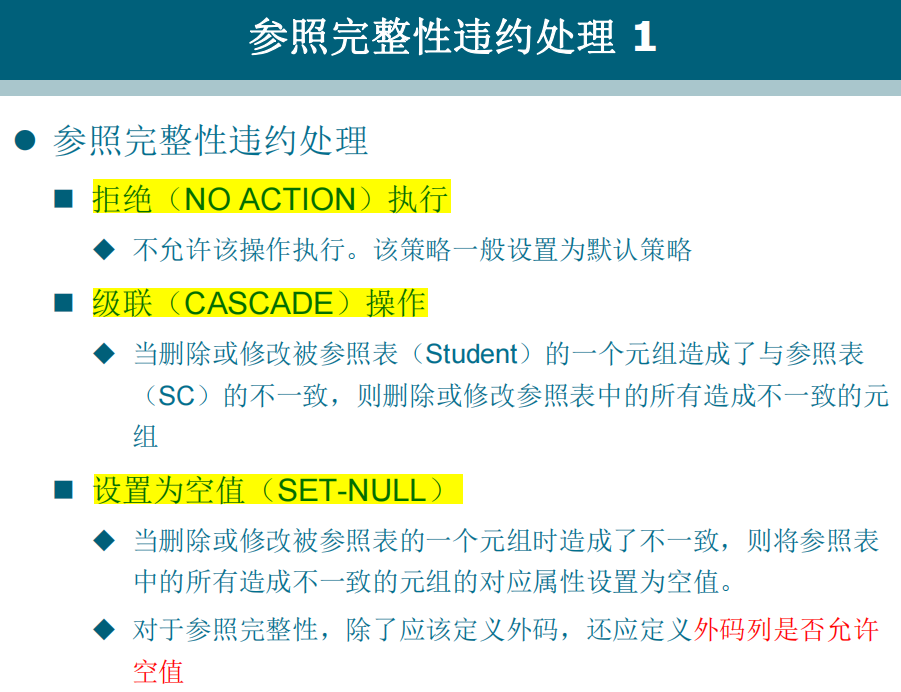 参照完整性违约处理 1
参照完整性违约处理
拒绝（NO ACTION）执行
不允许该操作执行。该策略一般设置为默认策略
级联（CASCADE）操作
当删除或修改被参照表（Student）的一个元组造成了与参照表
（SC）的不一致，则删除或修改参照表中的所有造成不一致的元
组
设置为空值（SET-NULL）
当删除或修改被参照表的一个元组时造成了不一致，则将参照表
中的所有造成不一致的元组的对应属性设置为空值。
对于参照完整性，除了应该定义外码，还应定义外码列是否允许
空值